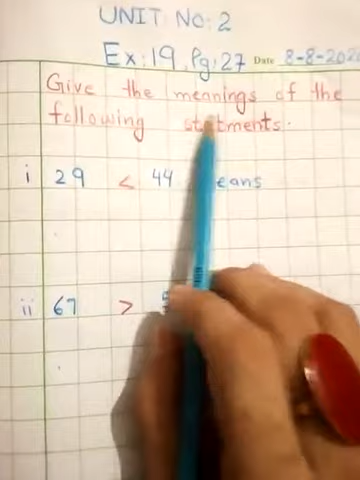 UNIT NO: 2
Ex: 19, Pg: 27 Date 8-8-202
Give the meanings of the
following statments.
i 29 < 44 eans
ii 67 >